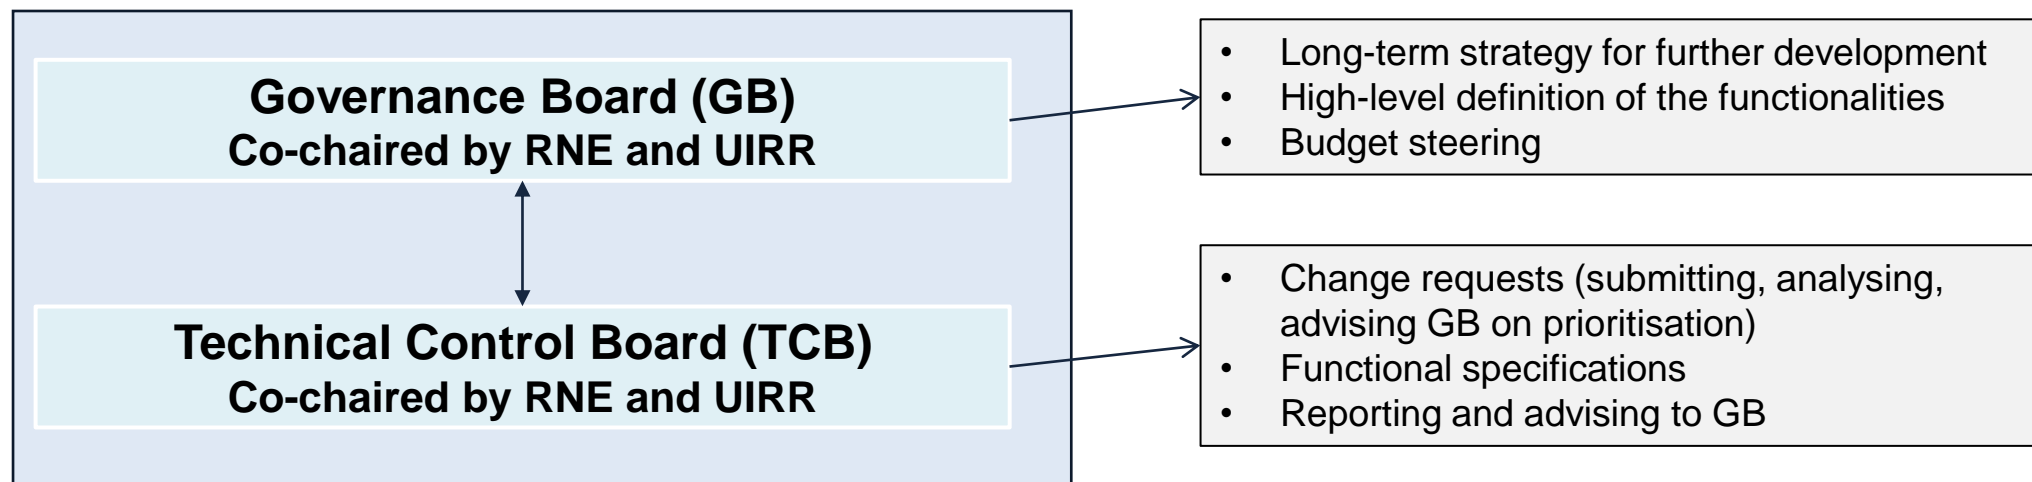 Governance Board (GB)
Co-chaired by RNE and UIRR
• Long-term strategy for further development
• High-level definition of the functionalities
• Budget steering
Technical Control Board (TCB)
Co-chaired by RNE and UIRR
• Change requests (submitting, analysing,
advising GB on prioritisation)
• Functional specifications
• Reporting and advising to GB